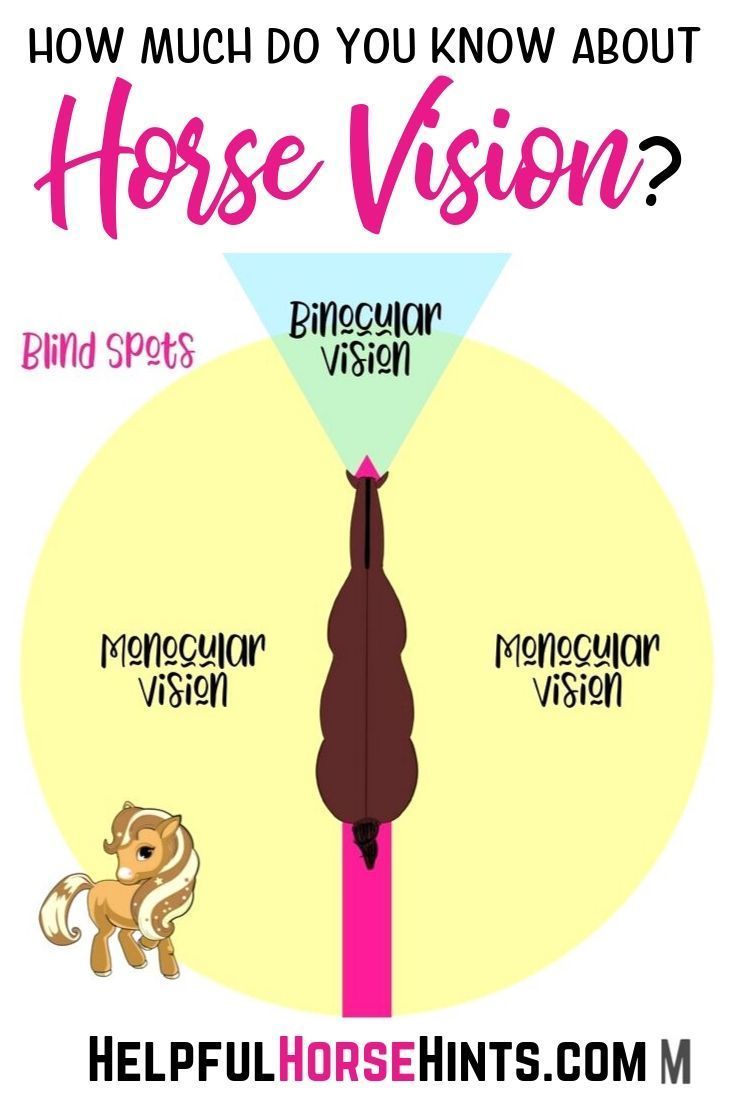 HOW MUCH DO YOU KNOW ABOUT
Horse Vision?
Binocular
Vision
Blind Spots
Monocular
Vision
Monocular
Vision
HELPFULHORSEHINTS.COM M